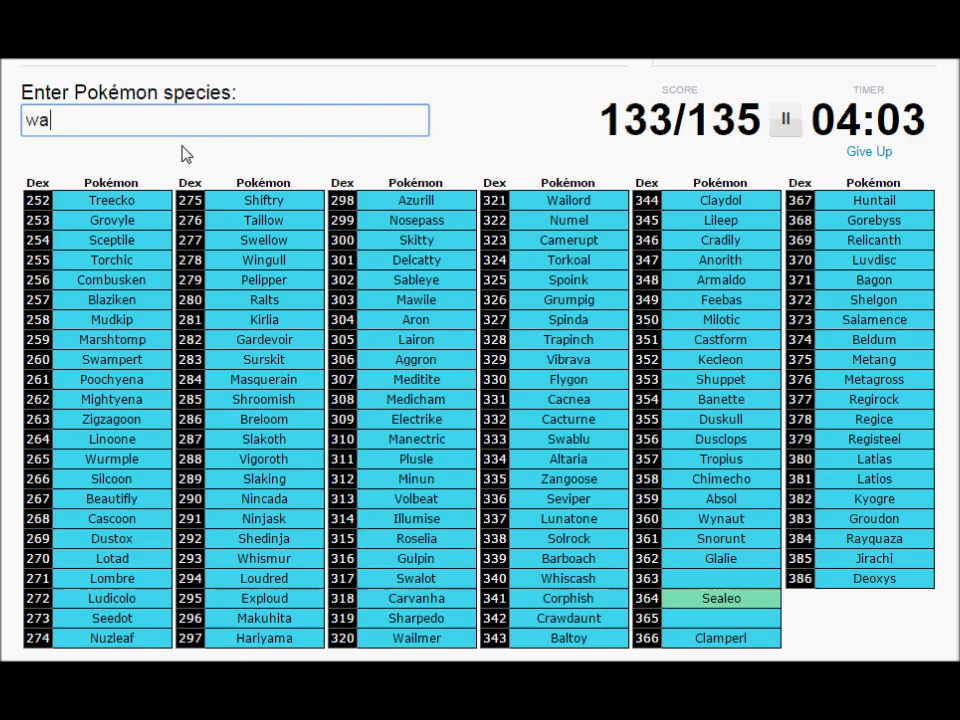 Enter Pokémon species:
wa
SCORE
133/135
TIMER
04:03
Give Up
Dex Pokémon Dex Pokémon Dex Pokémon Dex Pokémon Dex Pokémon Dex Pokémon
252 Treecko 275 Shiftry 298 Azurill 321 Wailord 344 Claydol 367 Huntail
253 Grovyle 276 Taillow 299 Nosepass 322 Numel 345 Lileep 368 Gorebyss
254 Sceptile 277 Swellow 300 Skitty 323 Camerupt 346 Cradily 369 Relicanth
255 Torchic 278 Wingull 301 Delcatty 324 Torkoal 347 Anorith 370 Luvdisc
256 Combusken 279 Pelipper 302 Sableye 325 Spoink 348 Armaldo 371 Bagon
257 Blaziken 280 Ralts 303 Mawile 326 Grumpig 349 Feebas 372 Shelgon
258 Mudkip 281 Kirlia 304 Aron 327 Spinda 350 Milotic 373 Salamence
259 Marshtomp 282 Gardevoir 305 Lairon 328 Trapinch 351 Castform 374 Beldum
260 Swampert 283 Surskit 306 Aggron 329 Vibrava 352 Kecleon 375 Metang
261 Poochyena 284 Masquerain 307 Meditite 330 Flygon 353 Shuppet 376 Metagross
262 Mightyena 285 Shroomish 308 Medicham 331 Cacnea 354 Banette 377 Regirock
263 Zigzagoon 286 Breloom 309 Electrike 332 Cacturne 355 Duskull 378 Regice
264 Linoone 287 Slakoth 310 Manectric 333 Swablu 356 Dusclops 379 Registeel
265 Wurmple 288 Vigoroth 311 Plusle 334 Altaria 357 Tropius 380 Latias
266 Silcoon 289 Slaking 312 Minun 335 Zangoose 358 Chimecho 381 Latios
267 Beautifly 290 Nincada 313 Volbeat 336 Seviper 359 Absol 382 Kyogre
268 Cascoon 291 Ninjask 314 Illumise 337 Lunatone 360 Wynaut 383 Groudon
269 Dustox 292 Shedinja 315 Roselia 338 Solrock 361 Snorunt 384 Rayquaza
270 Lotad 293 Whismur 316 Gulpin 339 Barboach 362 Glalie 385 Jirachi
271 Lombre 294 Loudred 317 Swalot 340 Whiscash 363 386 Deoxys
272 Ludicolo 295 Exploud 318 Carvanha 341 Corphish 364 Sealeo
273 Seedot 296 Makuhita 319 Sharpedo 342 Crawdaunt 365
274 Nuzleaf 297 Hariyama 320 Wailmer 343 Baltoy 366 Clamperl